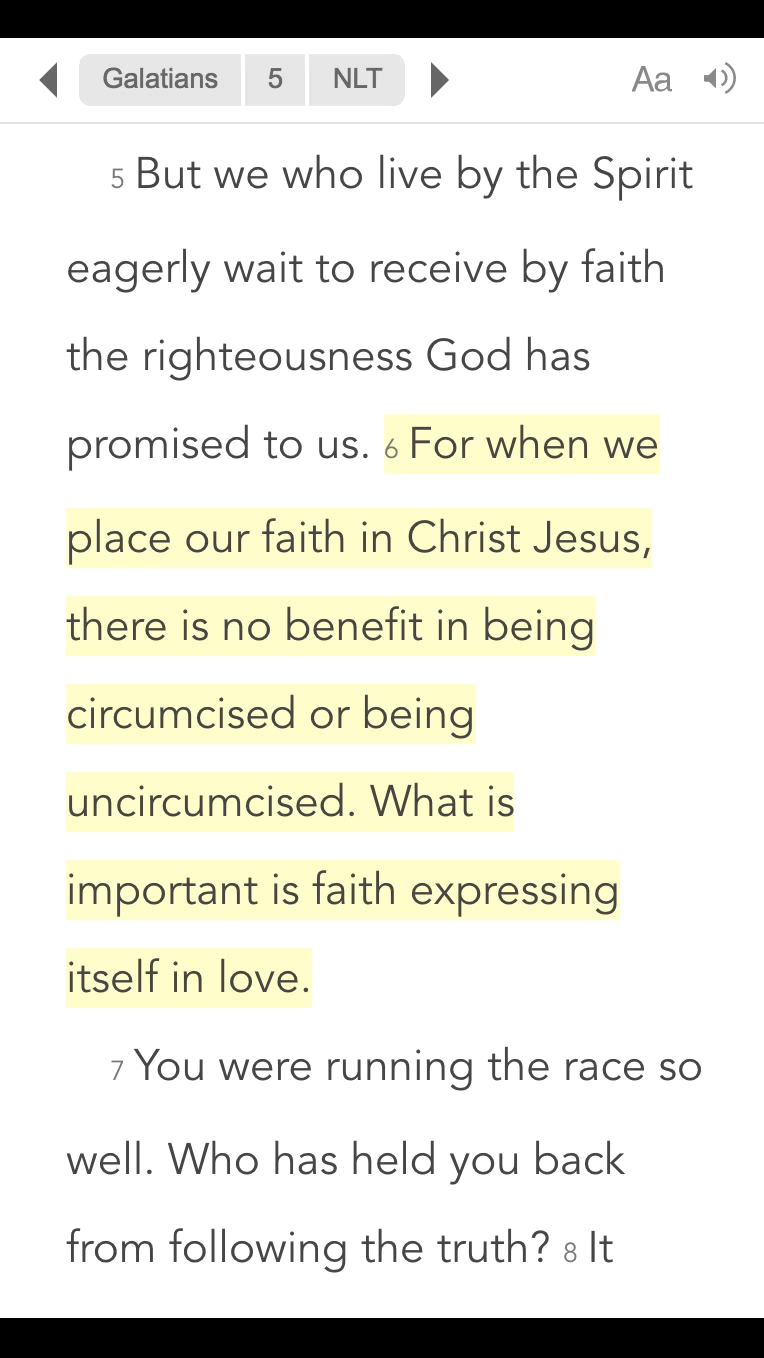 Galatians 5 NLT Aa
5 But we who live by the Spirit
eagerly wait to receive by faith
the righteousness God has
promised to us. 6 For when we
place our faith in Christ Jesus,
there is no benefit in being
circumcised or being
uncircumcised. What is
important is faith expressing
itself in love.
7 You were running the race so
well. Who has held you back
from following the truth? 8 It